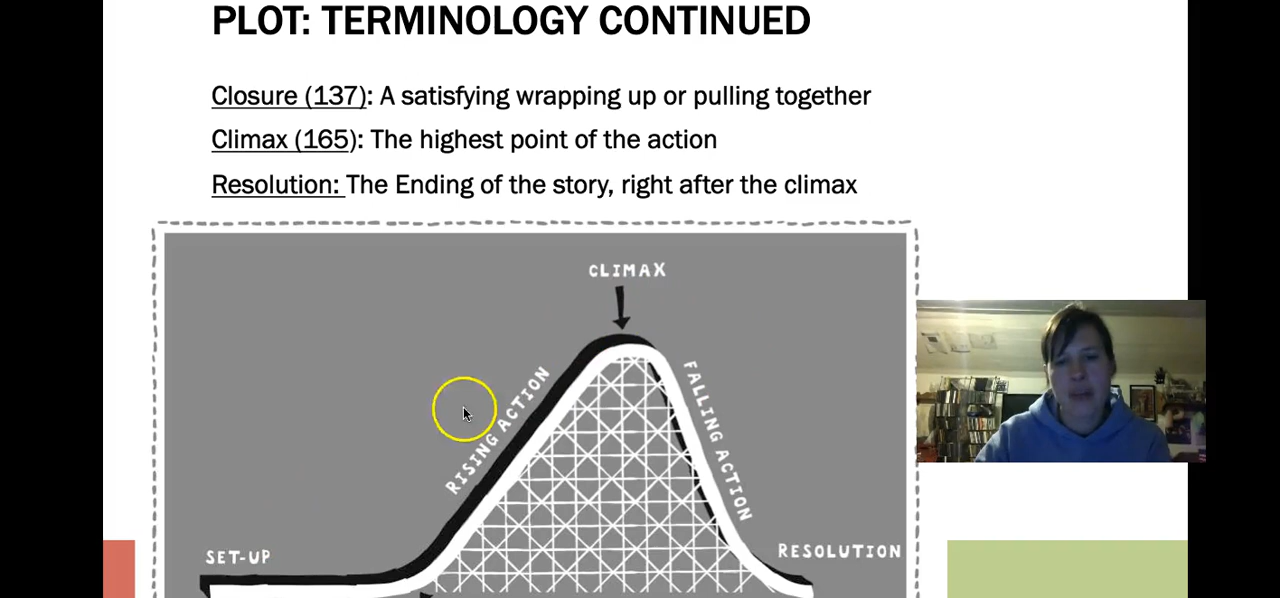 PLOT: TERMINOLOGY CONTINUED
Closure (137): A satisfying wrapping up or pulling together
Climax (165): The highest point of the action
Resolution: The Ending of the story, right after the climax
CLIMAX
RISING ACTION
FALLING ACTION
SET-UP
RESOLUTION